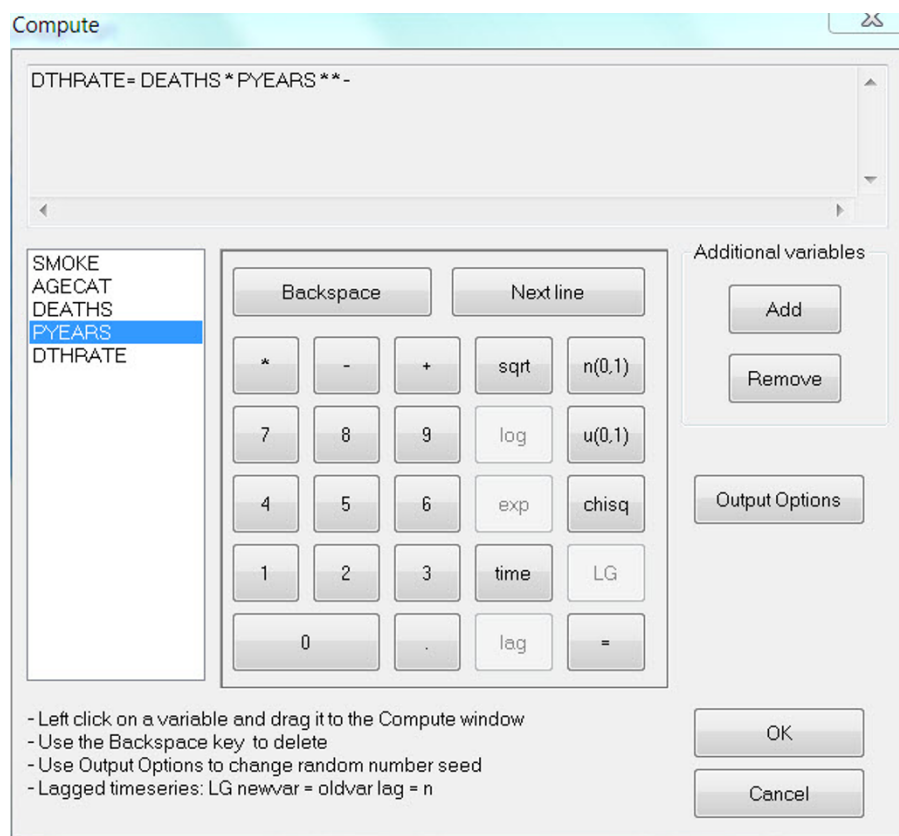 Compute
DTHRATE= DEATHS * PYEARS * * -
SMOKE
AGECAT
DEATHS
PYEARS
DTHRATE
Backspace
Next line
* - + sqrt n(0,1)
7 8 9 log u(0,1)
4 5 6 exp chisq
1 2 3 time LG
0 . lag =
Additional variables
Add
Remove
Output Options
- Left click on a variable and drag it to the Compute window
- Use the Backspace key to delete
- Use Output Options to change random number seed
- Lagged timeseries: LG newvar = oldvar lag = n
OK
Cancel